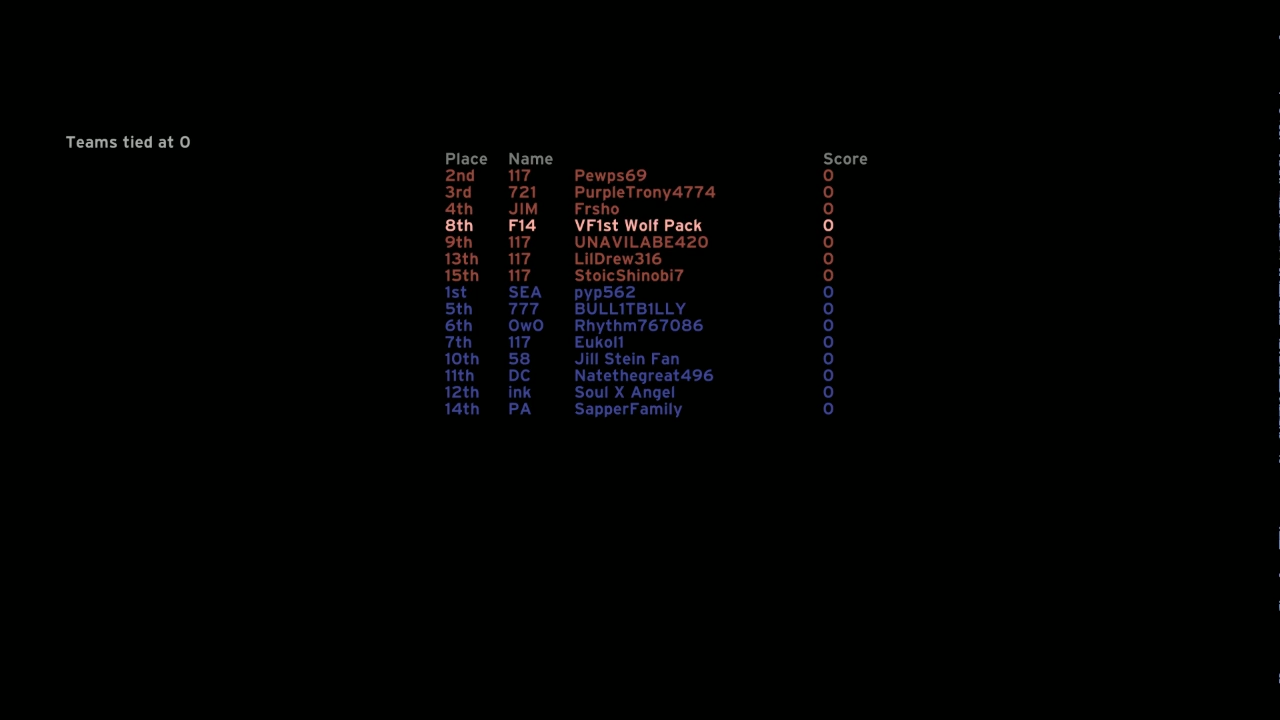 Teams tied at 0
Place Name Score
2nd 117 Pewps69 0
3rd 721 PurpleTrony4774 0
4th JIM Frsho 0
8th F14 VF1st Wolf Pack 0
9th 117 UNAVILABE420 0
13th 117 LilDrew316 0
15th 117 StoicShinobi7 0
1st SEA pyp562 0
5th 777 BULL1TB1LLY 0
6th OwO Rhythm767086 0
7th 117 Eukol1 0
10th 58 Jill Stein Fan 0
11th DC Natethegreat496 0
12th ink Soul X Angel 0
14th PA SapperFamily 0